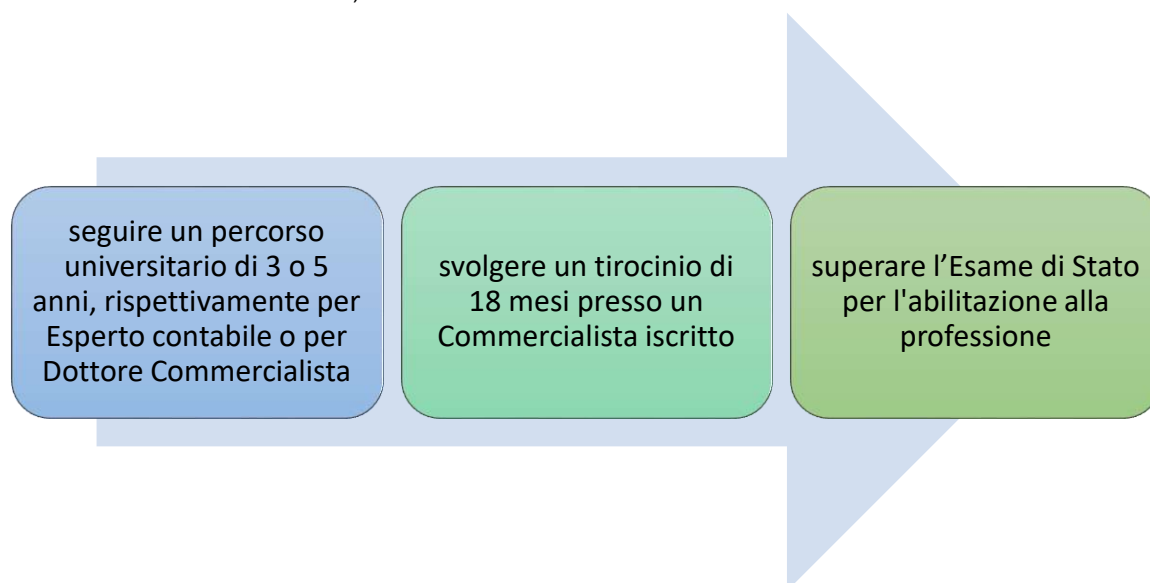 seguire un percorso
universitario di 3 o 5
anni, rispettivamente per
Esperto contabile o per
Dottore Commercialista
svolgere un tirocinio di
18 mesi presso un
Commercialista iscritto
superare l’Esame di Stato
per l'abilitazione alla
professione